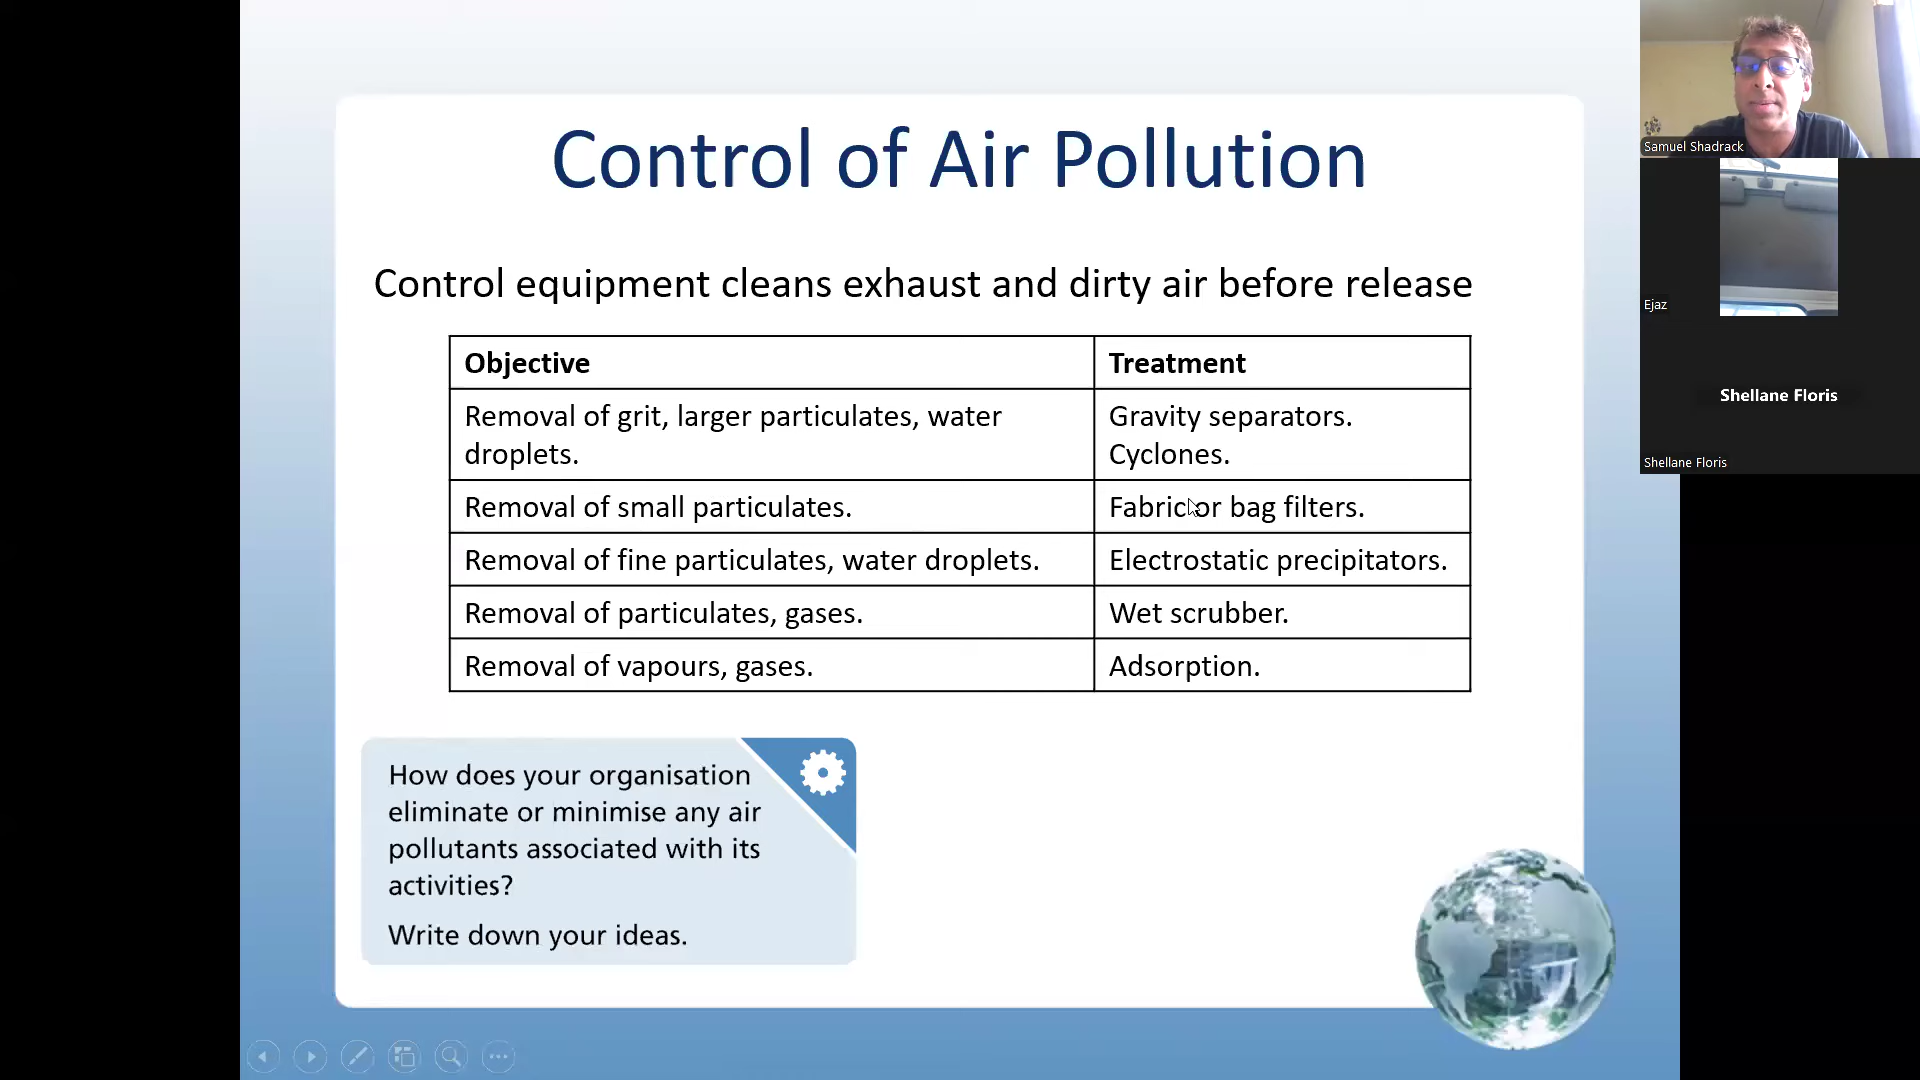 Control of Air Pollution
Control equipment cleans exhaust and dirty air before release
Objective
Treatment
Removal of grit, larger particulates, water
droplets.
Gravity separators.
Cyclones.
Removal of small particulates.
Fabric or bag filters.
Removal of fine particulates, water droplets.
Electrostatic precipitators.
Removal of particulates, gases.
Wet scrubber.
Removal of vapours, gases.
Adsorption.
How does your organisation
eliminate or minimise any air
pollutants associated with its
activities?
Write down your ideas.
Samuel Shadrack
Ejaz
Shellane Floris
Shellane Floris